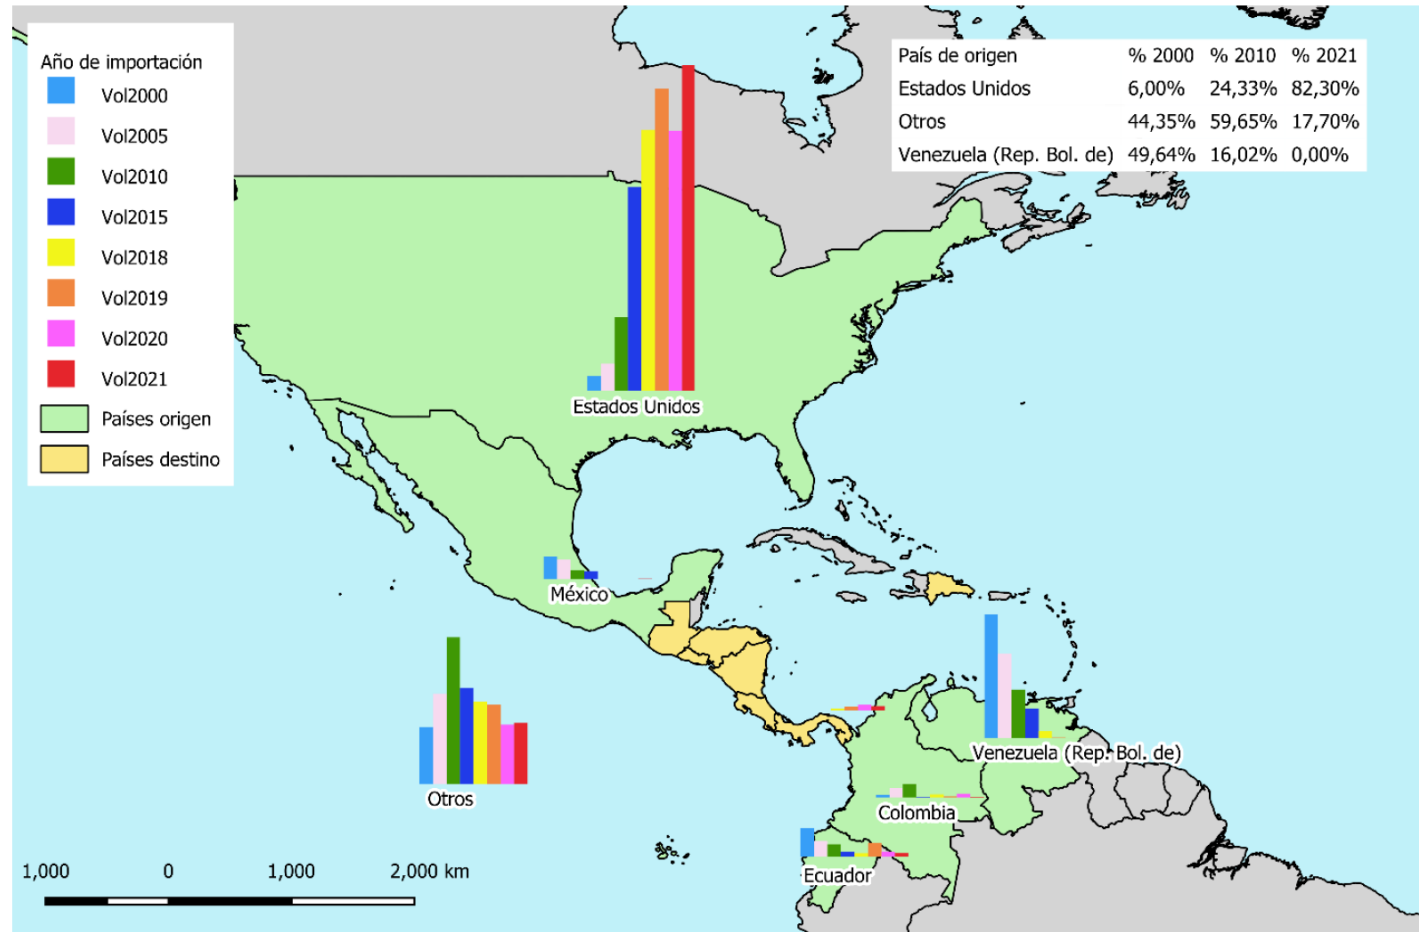 Año de importación
Vol2000
Vol2005
Vol2010
Vol2015
Vol2018
Vol2019
Vol2020
Vol2021
Países origen
Países destino
País de origen % 2000 % 2010 % 2021
Estados Unidos 6,00% 24,33% 82,30%
Otros 44,35% 59,65% 17,70%
Venezuela (Rep. Bol. de) 49,64% 16,02% 0,00%
Estados Unidos
México
Venezuela (Rep. Bol. de)
Otros
Colombia
Ecuador
1,000 0 1,000 2,000 km